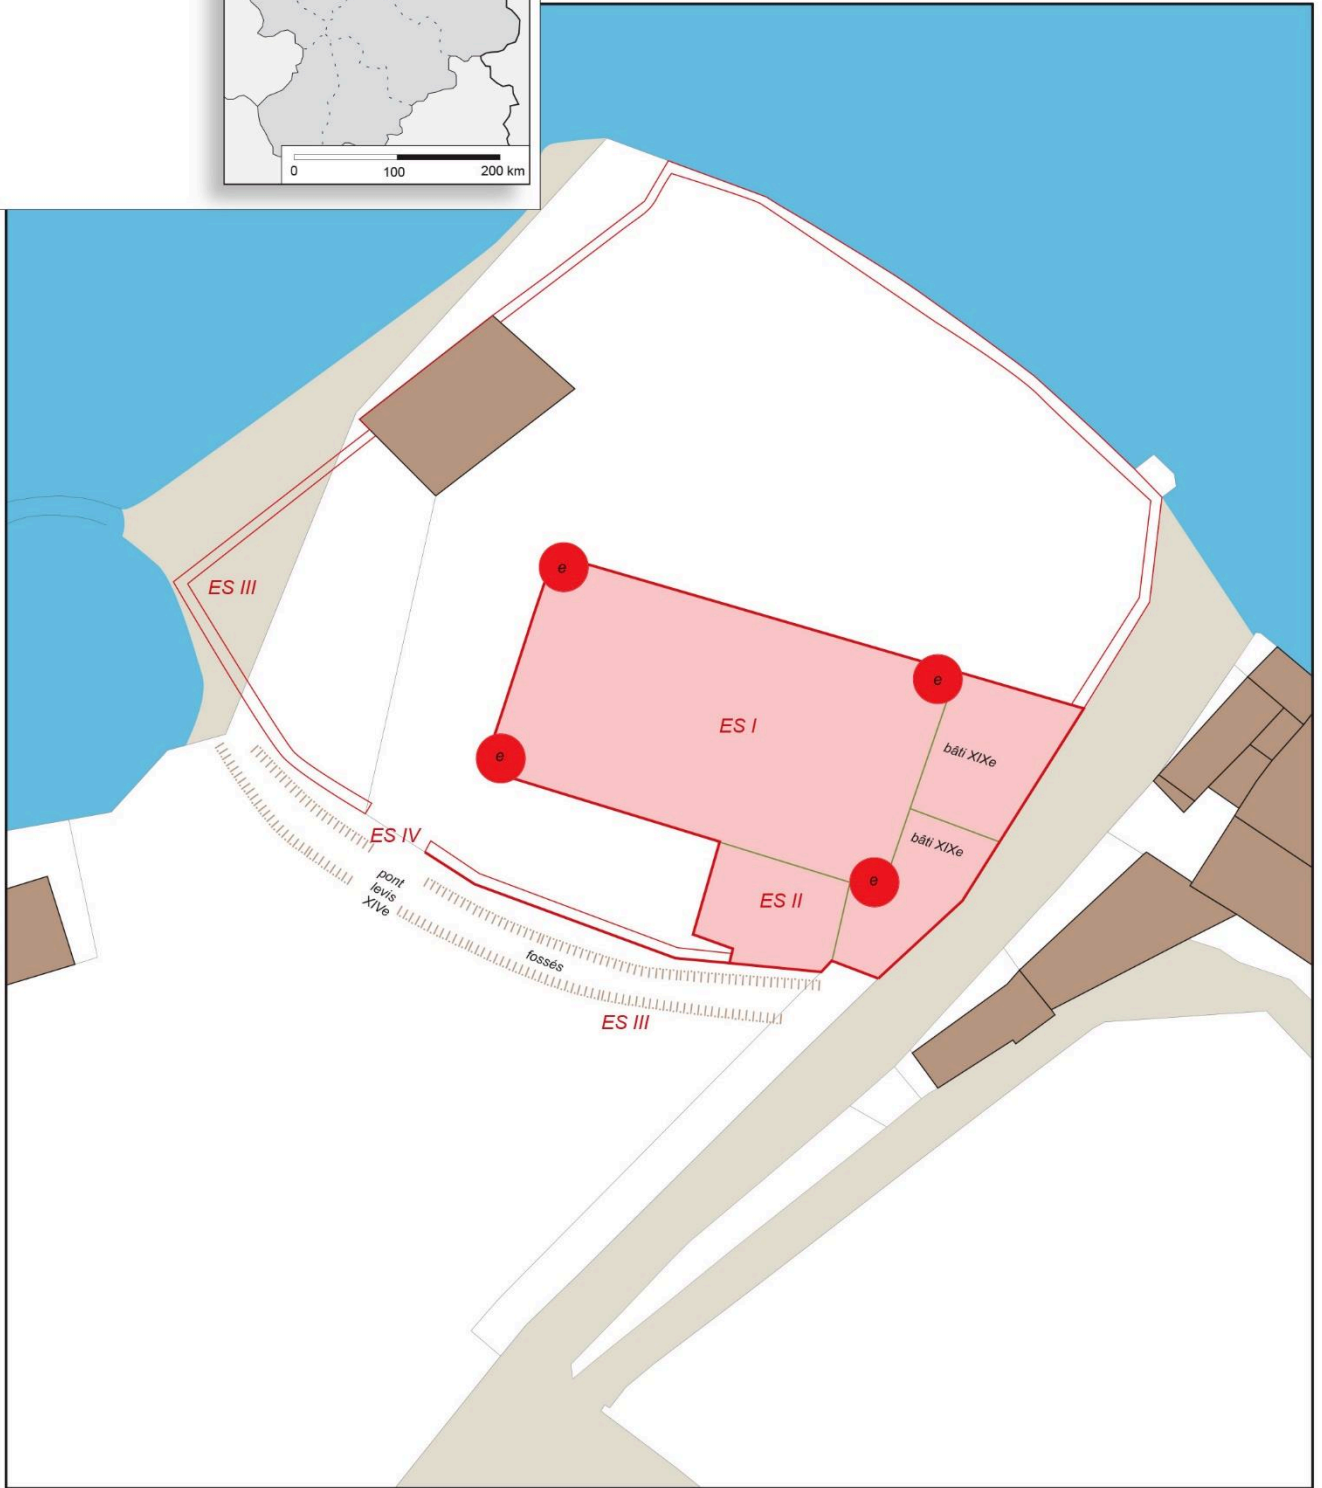 0 100 200 km
e
ES III
e
ES I
bâti XIXe
e
ES IV
bâti XIXe
pont
levis
XIVe
e
ES II
fossés
ES III